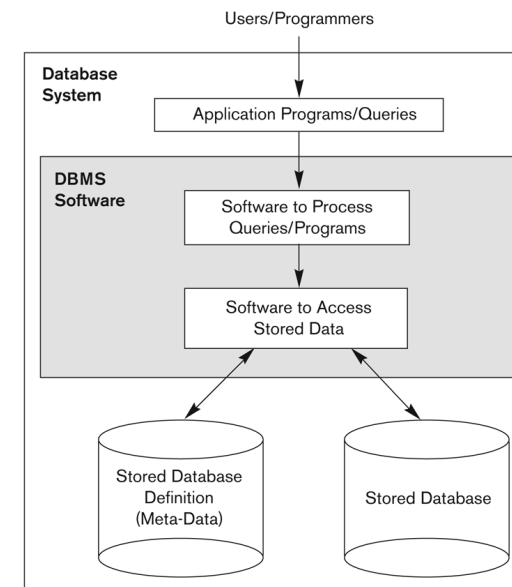 Users/Programmers
Database
System
Application Programs/Queries
DBMS
Software
Software to Process
Queries/Programs
Software to Access
Stored Data
Stored Database
Definition
(Meta-Data)
Stored Database